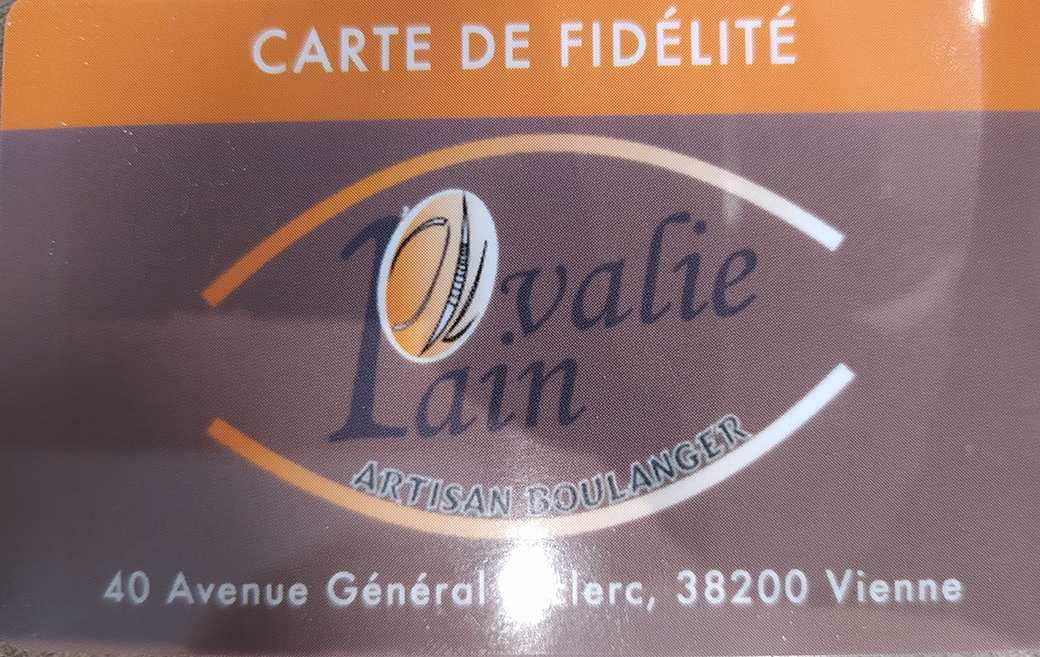 CARTE DE FIDÉLITÉ
Ovalie
Pain
ARTISAN BOULANGER
40 Avenue Général 38200 Vienne